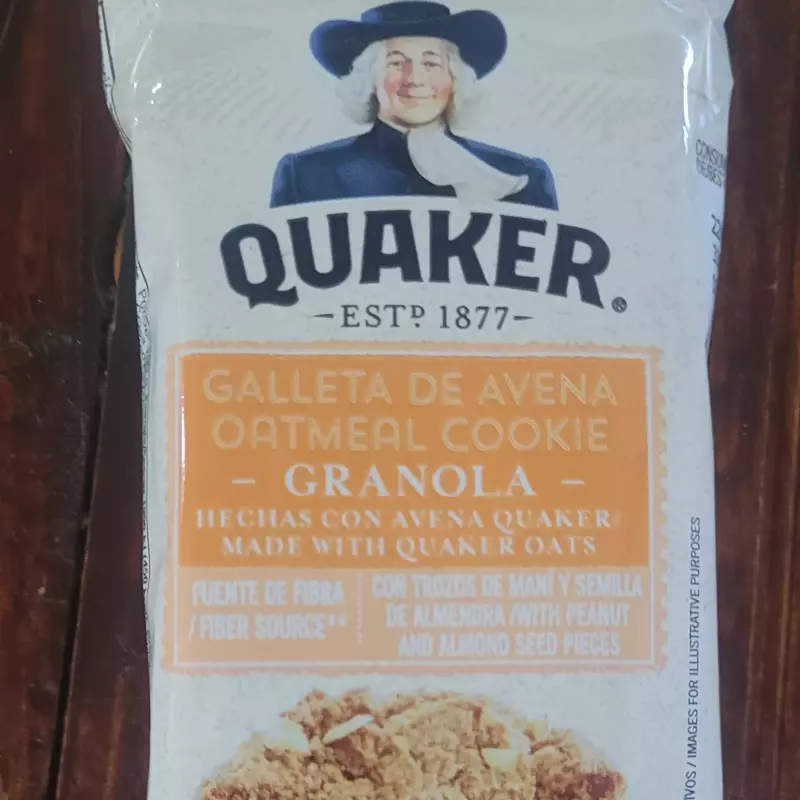 QUAKER®
—ESTD 1877—
GALLETA DE AVENA
OATMEAL COOKIE
— GRANOLA —
HECHAS CON AVENA QUAKER/
MADE WITH QUAKER OATS
FUENTE DE FIBRA
/ FIBER SOURCE**
CON TROZOS DE MANÍ Y SEMILLA
DE ALMENDRA /WITH PEANUT
AND ALMOND SEED PIECES
/ IMAGES FOR ILLUSTRATIVE PURPOSES